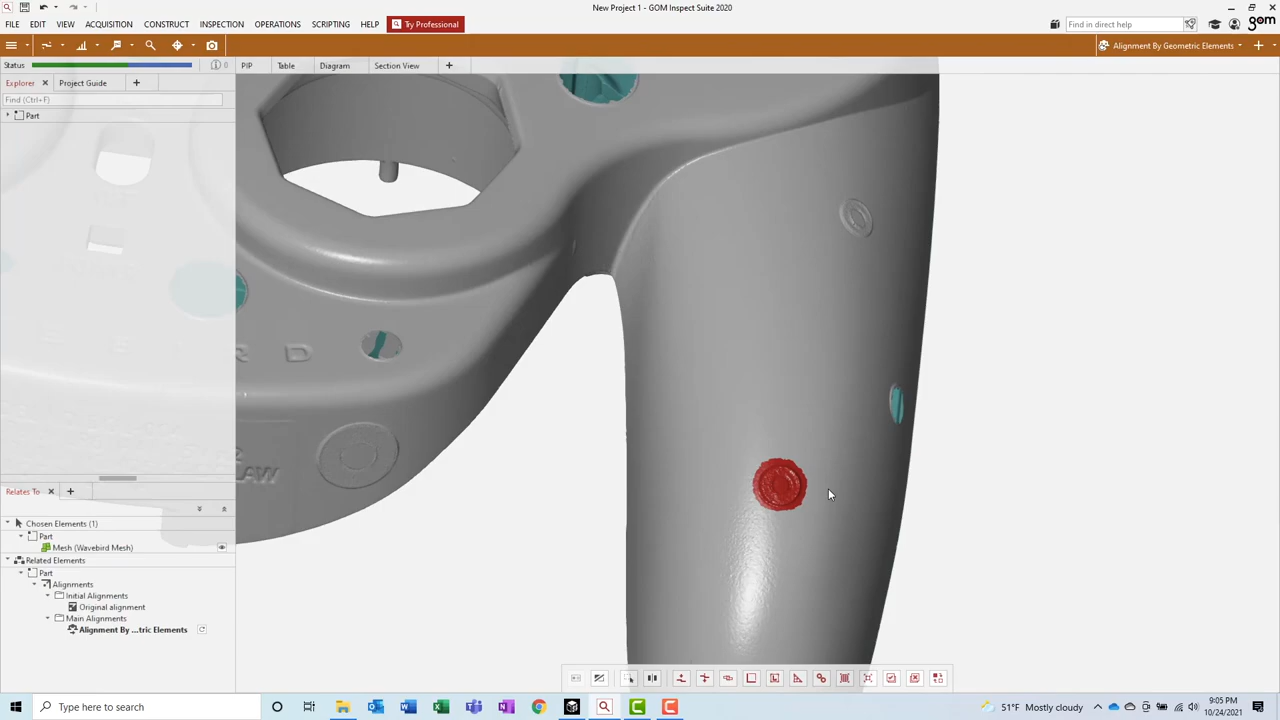 New Project 1 - GOM Inspect Suite 2020
FILE EDIT VIEW ACQUISITION CONSTRUCT INSPECTION OPERATIONS SCRIPTING HELP Try Professional
Find in direct help
gom
Alignment By Geometric Elements
Status
0
PIP Table Diagram Section View
Explorer Project Guide
Find (Ctrl+F)
Part
R D
AW
Relates To
Chosen Elements (1)
Part
Mesh (Wavebird Mesh)
Related Elements
Part
Alignments
Initial Alignments
Original alignment
Main Alignments
Alignment By ...tric Elements
Type here to search
51°F Mostly cloudy
9:05 PM
10/24/2021